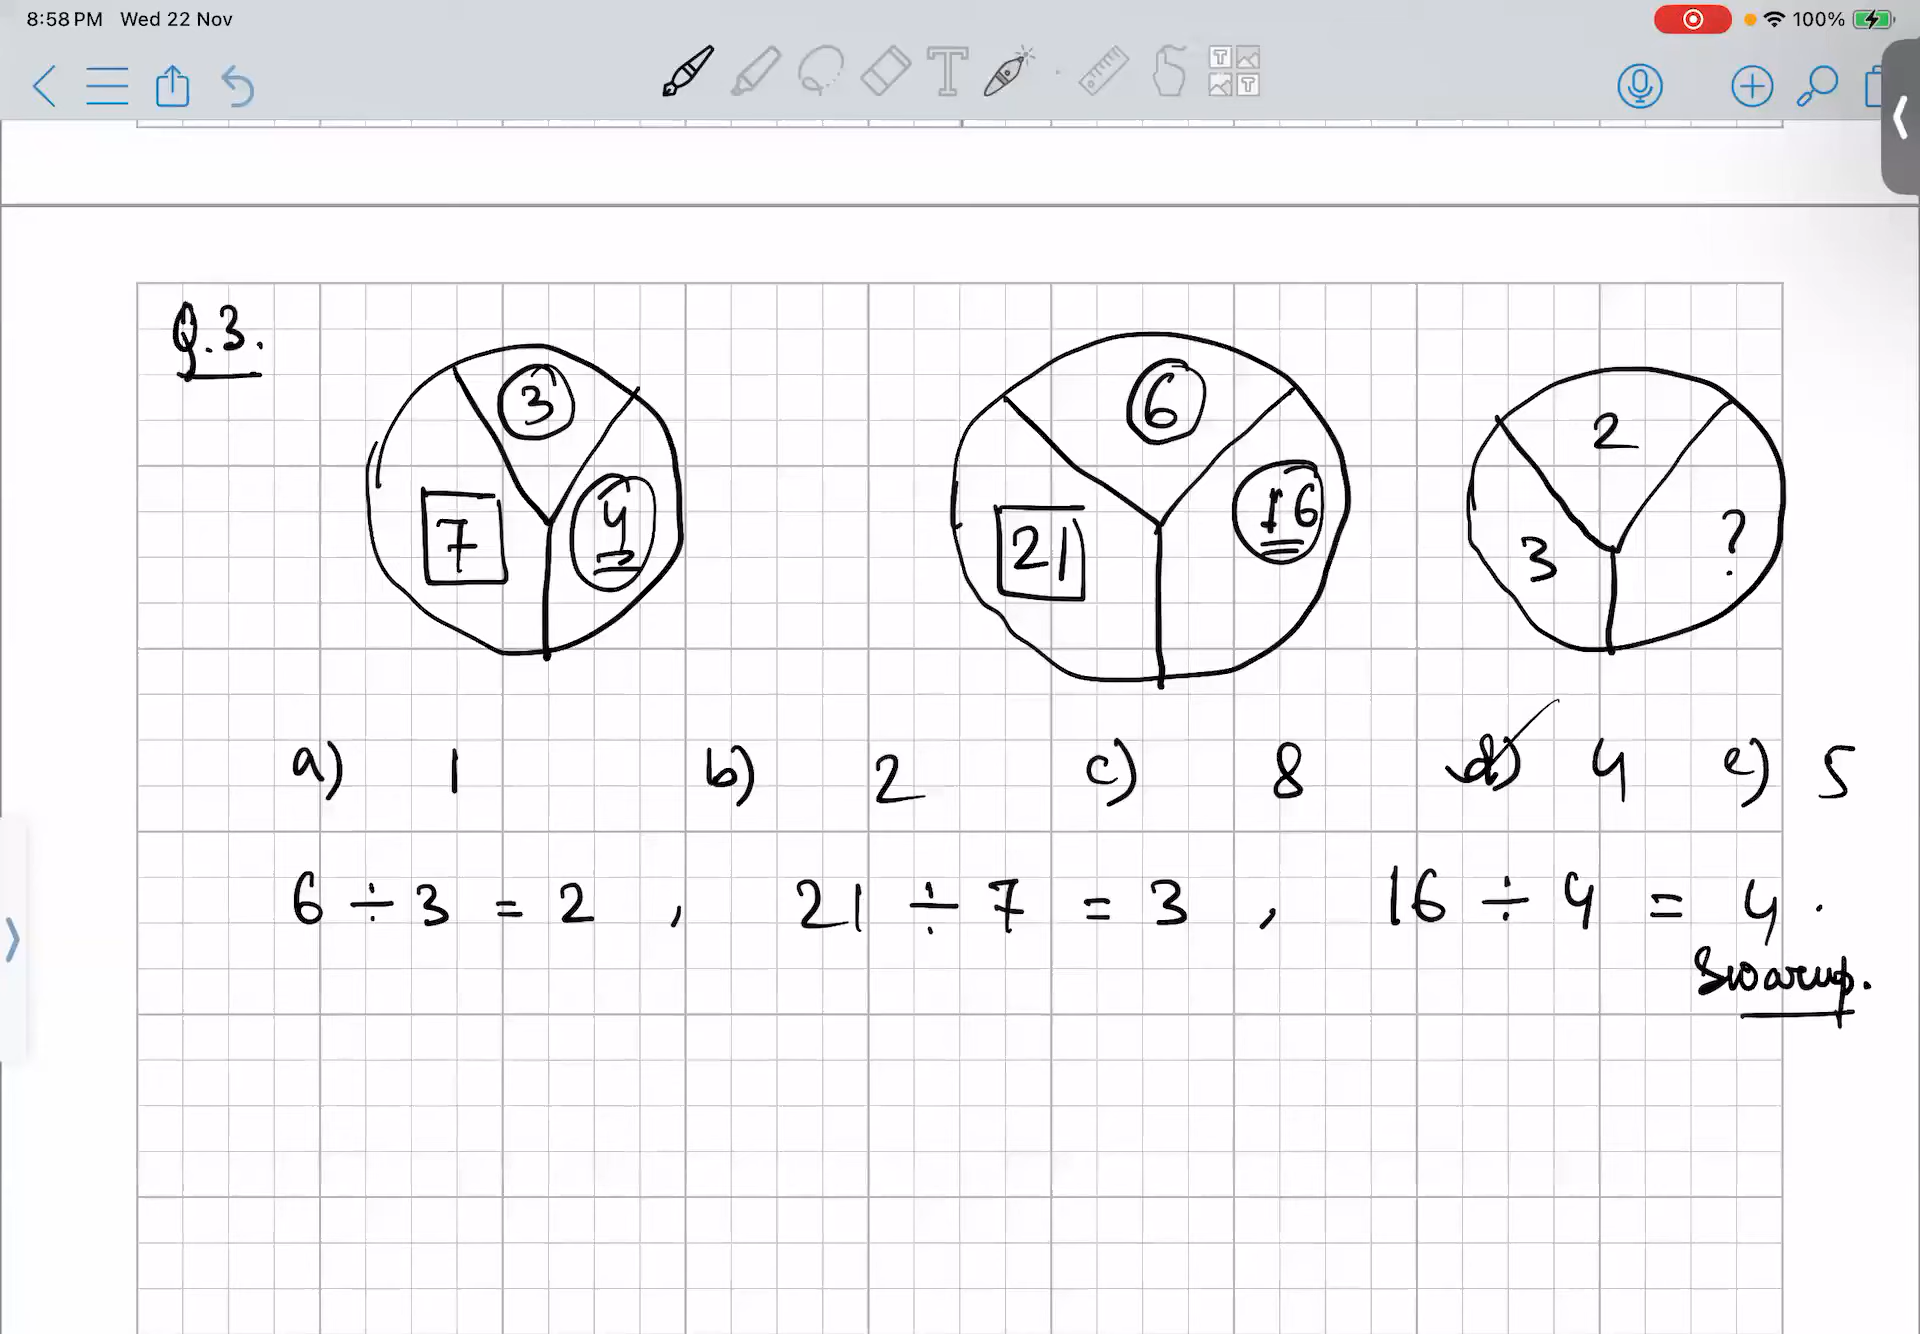 8:58 PM Wed 22 Nov 100%
Q.3.
3 6 2
7 4 21 16 3 ?
a) 1 b) 2 c) 8 d) 4 e) 5
6 ÷ 3 = 2 , 21 ÷ 7 = 3 , 16 ÷ 4 = 4 .
Swarup.